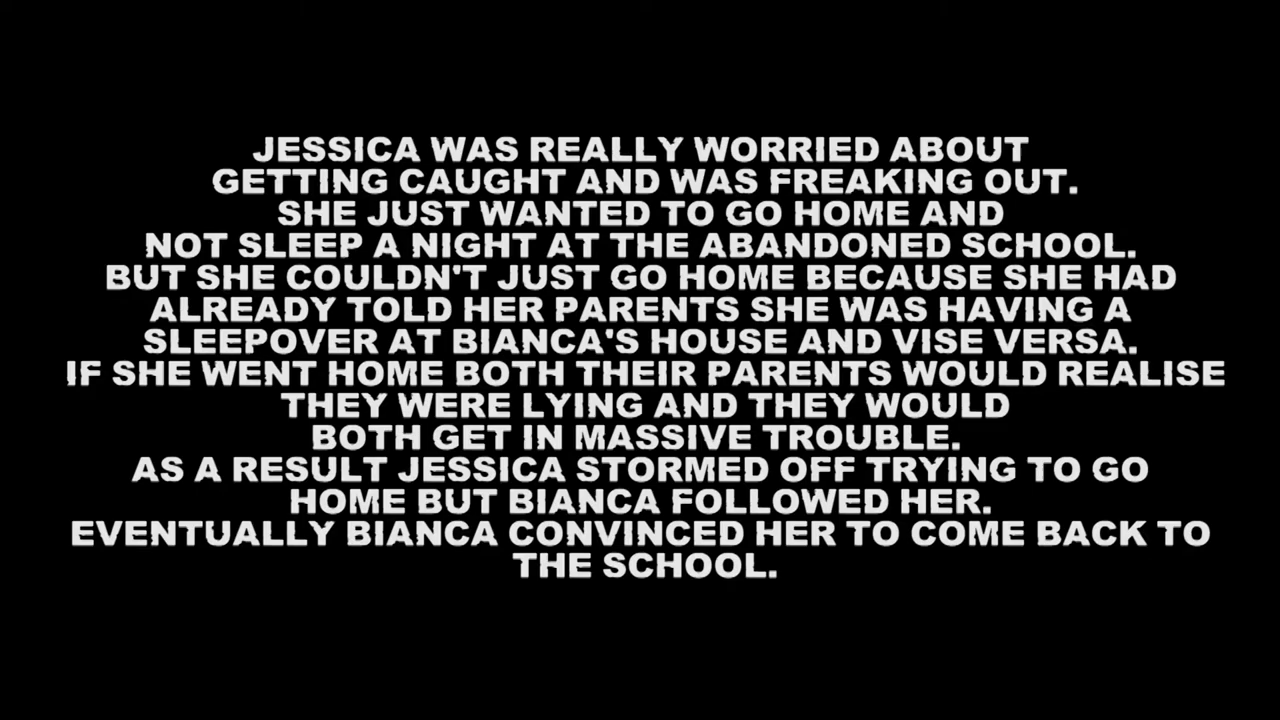 JESSICA WAS REALLY WORRIED ABOUT
GETTING CAUGHT AND WAS FREAKING OUT.
SHE JUST WANTED TO GO HOME AND
NOT SLEEP A NIGHT AT THE ABANDONED SCHOOL.
BUT SHE COULDN'T JUST GO HOME BECAUSE SHE HAD
ALREADY TOLD HER PARENTS SHE WAS HAVING A
SLEEPOVER AT BIANCA'S HOUSE AND VISE VERSA.
IF SHE WENT HOME BOTH THEIR PARENTS WOULD REALISE
THEY WERE LYING AND THEY WOULD
BOTH GET IN MASSIVE TROUBLE.
AS A RESULT JESSICA STORMED OFF TRYING TO GO
HOME BUT BIANCA FOLLOWED HER.
EVENTUALLY BIANCA CONVINCED HER TO COME BACK TO
THE SCHOOL.